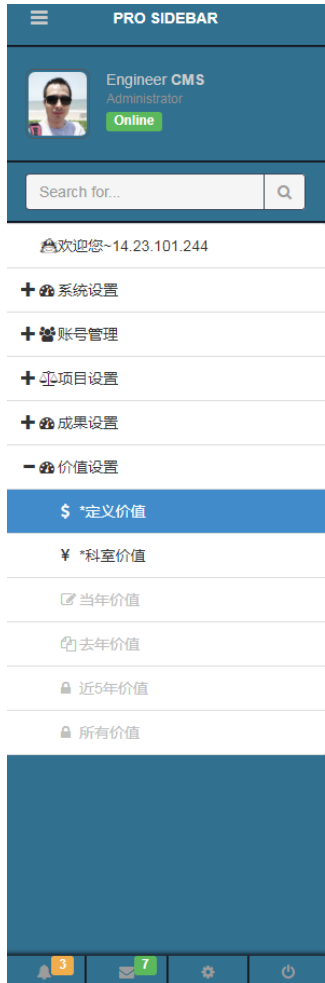 PRO SIDEBAR
Engineer CMS
Administrator
Online
Search for...
欢迎您~14.23.101.244
系统设置
账号管理
项目设置
成果设置
价值设置
$ *定义价值
¥ *科室价值
当年价值
去年价值
近5年价值
所有价值
3
7